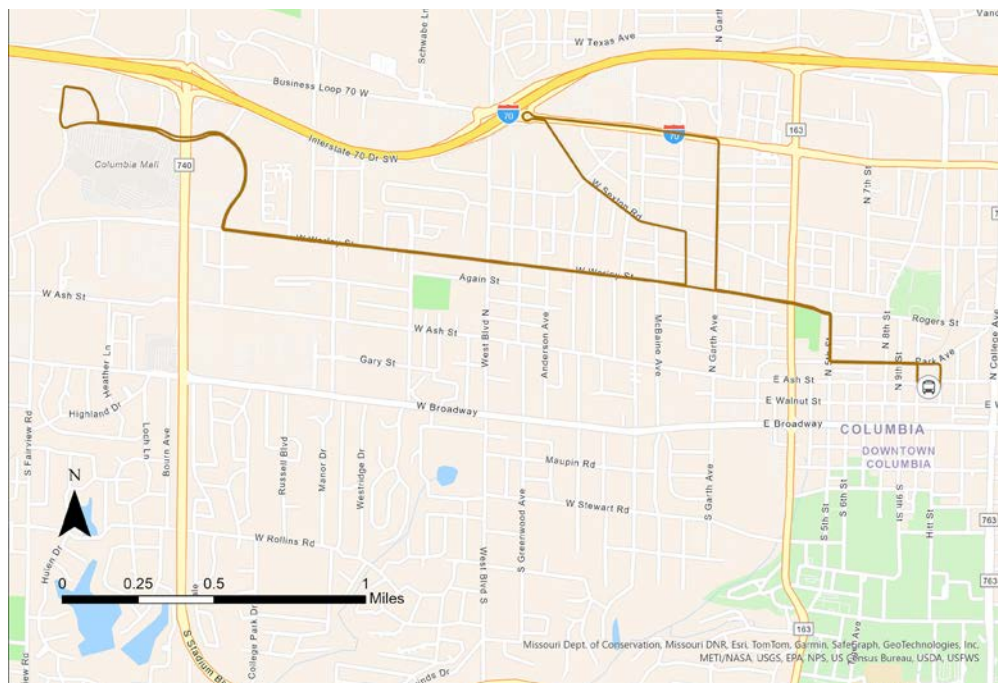 Vand
W Texas Ave
N Garth A
Schwabe Ln
Business Loop 70 W
70
163
70
Interstate 70 Dr SW
Columbia Mall
740
N 7th St
W Sexton Rd
W Worley St
W Worley St
Again St
W Ash St
W Ash St
West Blvd N
Anderson Ave
McBaine Ave
N Garth Ave
Rogers St
N 8th St
N 5th St
Park Ave
N 9th St
N College Ave
Gary St
Heather Ln
E Ash St
E Walnut St
E W
W Broadway
E Broadway
Highland Dr
COLUMBIA
DOWNTOWN
COLUMBIA
S Fairview Rd
Loch Ln
Bourn Ave
Russell Blvd
Manor Dr
Westridge Dr
Maupin Rd
W Stewart Rd
S Greenwood Ave
S Garth Ave
S 5th St
S 6th St
S 9th St
Hitt St
763
N
W Rollins Rd
Hulen Dr
West Blvd S
763
0 0.25 0.5 1
Miles
College Park Dr
S Stadium B
163
view Rd
inds Dr
Missouri Dept. of Conservation, Missouri DNR, Esri, TomTom, Garmin, SafeGraph, GeoTechnologies, Inc,
METI/NASA, USGS, EPA, NPS, US Census Bureau, USDA, USFWS